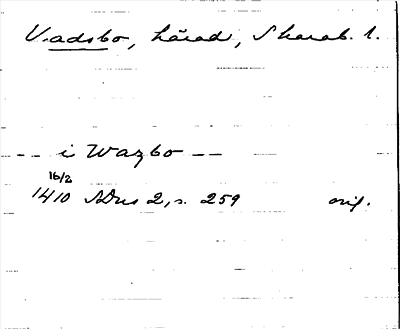 Vadsbo, härad, Skarab. l.
-- i Wazbo --
16/2
1410 SDns 2, s. 259 orig.